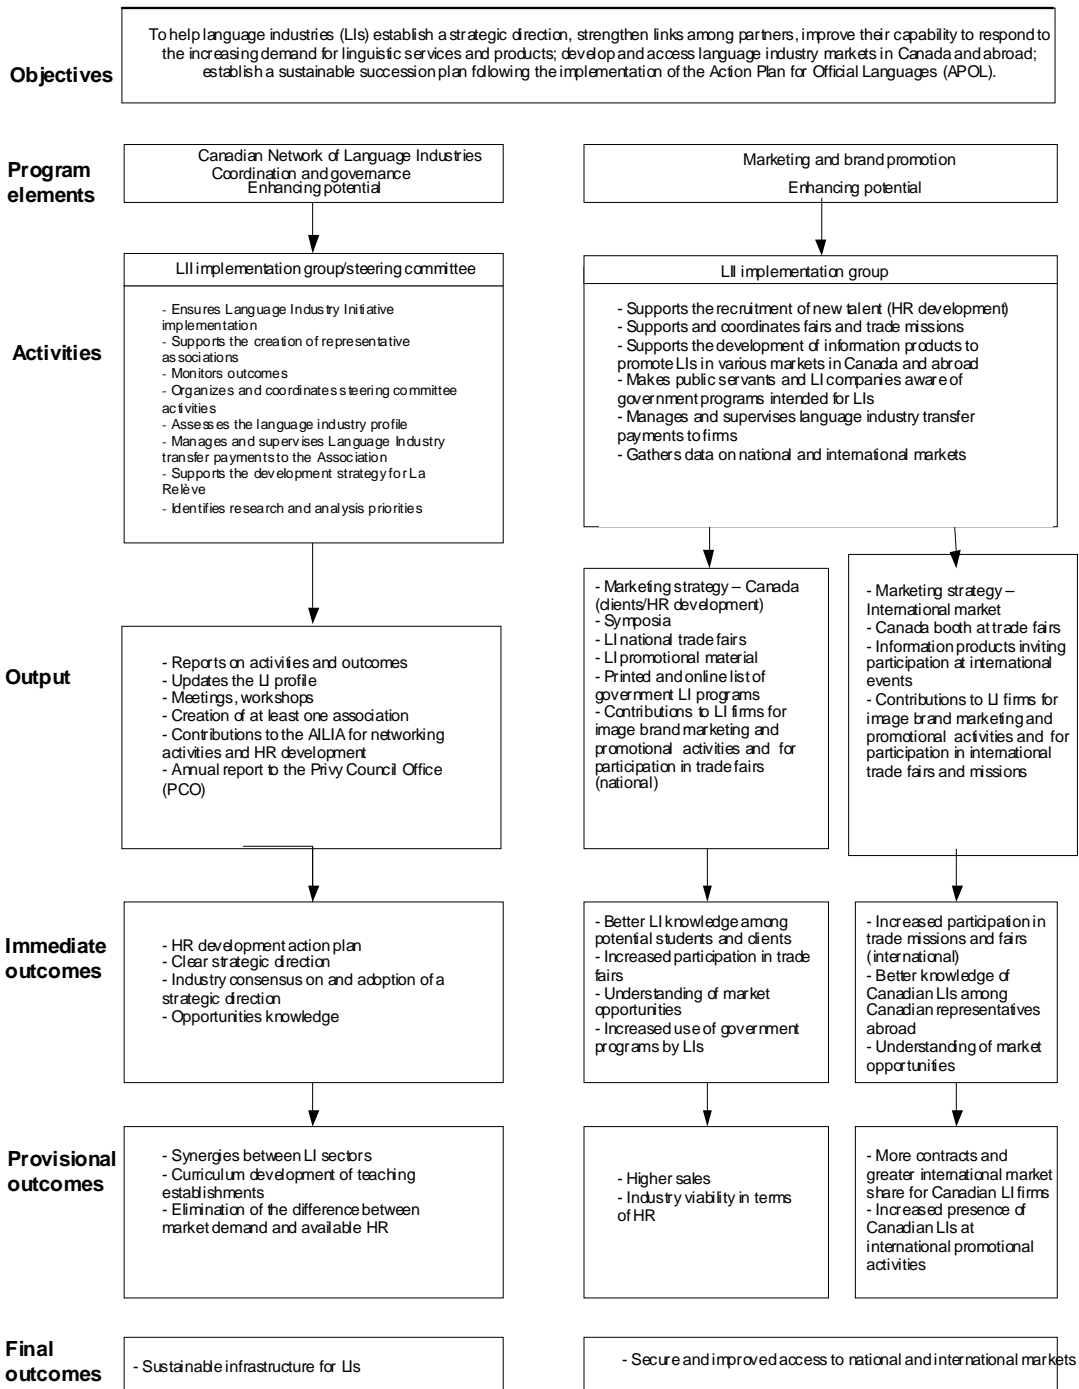 Objectives
To help language industries (LIs) establish a strategic direction, strengthen links among partners, improve their capability to respond to
the increasing demand for linguistic services and products; develop and access language industry markets in Canada and abroad;
establish a sustainable succession plan following the implementation of the Action Plan for Official Languages (APOL).
Program
elements
Canadian Network of Language Industries
Coordination and governance
Enhancing potential
Marketing and brand promotion
Enhancing potential
Activities
LII implementation group/steering committee
- Ensures Language Industry Initiative
implementation
- Supports the creation of representative
associations
- Monitors outcomes
- Organizes and coordinates steering committee
activities
- Assesses the language industry profile
- Manages and supervises Language Industry
transfer payments to the Association
- Supports the development strategy for La
Relève
- Identifies research and analysis priorities
LII implementation group
- Supports the recruitment of new talent (HR development)
- Supports and coordinates fairs and trade missions
- Supports the development of information products to
promote LIs in various markets in Canada and abroad
- Makes public servants and LI companies aware of
government programs intended for LIs
- Manages and supervises language industry transfer
payments to firms
- Gathers data on national and international markets
Output
- Reports on activities and outcomes
- Updates the LI profile
- Meetings, workshops
- Creation of at least one association
- Contributions to the AILIA for networking
activities and HR development
- Annual report to the Privy Council Office
(PCO)
- Marketing strategy – Canada
(clients/HR development)
- Symposia
- LI national trade fairs
- LI promotional material
- Printed and online list of
government LI programs
- Contributions to LI firms for
image brand marketing and
promotional activities and for
participation in trade fairs
(national)
- Marketing strategy –
International market
- Canada booth at trade fairs
- Information products inviting
participation at international
events
- Contributions to LI firms for
image brand marketing and
promotional activities and for
participation in international
trade fairs and missions
Immediate
outcomes
- HR development action plan
- Clear strategic direction
- Industry consensus on and adoption of a
strategic direction
- Opportunities knowledge
- Better LI knowledge among
potential students and clients
- Increased participation in trade
fairs
- Understanding of market
opportunities
- Increased use of government
programs by LIs
- Increased participation in
trade missions and fairs
(international)
- Better knowledge of
Canadian LIs among
Canadian representatives
abroad
- Understanding of market
opportunities
Provisional
outcomes
- Synergies between LI sectors
- Curriculum development of teaching
establishments
- Elimination of the difference between
market demand and available HR
- Higher sales
- Industry viability in terms
of HR
- More contracts and
greater international market
share for Canadian LI firms
- Increased presence of
Canadian LIs at
international promotional
activities
Final
outcomes
- Sustainable infrastructure for LIs
- Secure and improved access to national and international markets